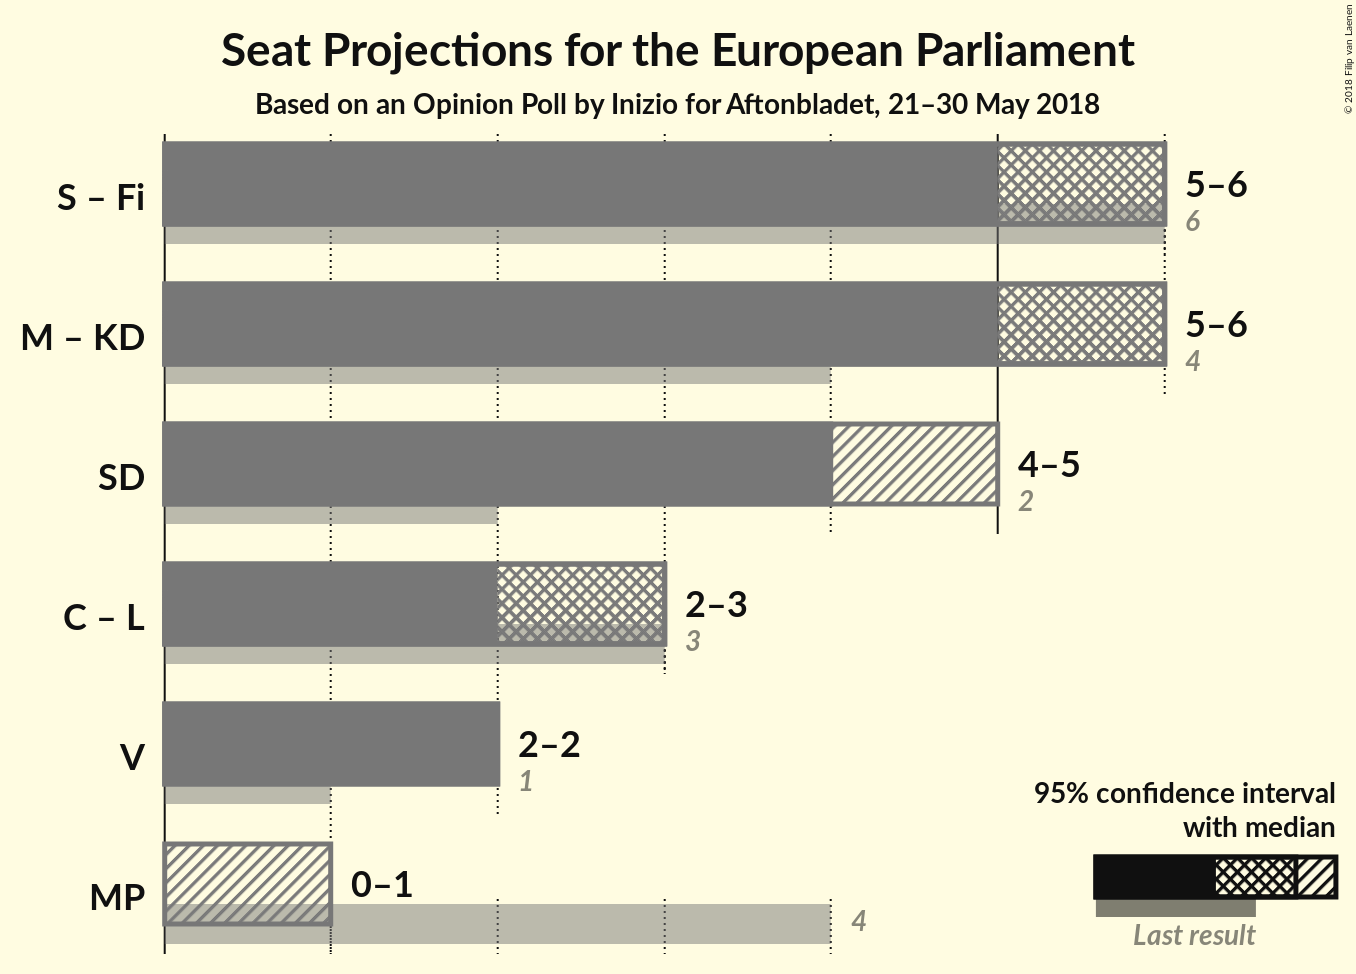 Seat Projections for the European Parliament
Based on an Opinion Poll by Inizio for Aftonbladet, 21–30 May 2018
© 2018 Filip van Laenen
S – Fi
5–6
6
M – KD
5–6
4
SD
4–5
2
C – L
2–3
3
V
2–2
1
MP
0–1
4
95% confidence interval
with median
Last result